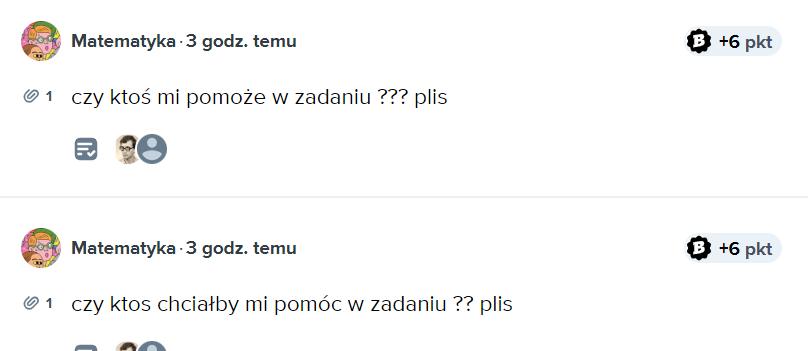 Matematyka · 3 godz. temu
B +6 pkt
1 czy ktoś mi pomoże w zadaniu ??? plis
Matematyka · 3 godz. temu
B +6 pkt
1 czy ktos chciałby mi pomóc w zadaniu ?? plis